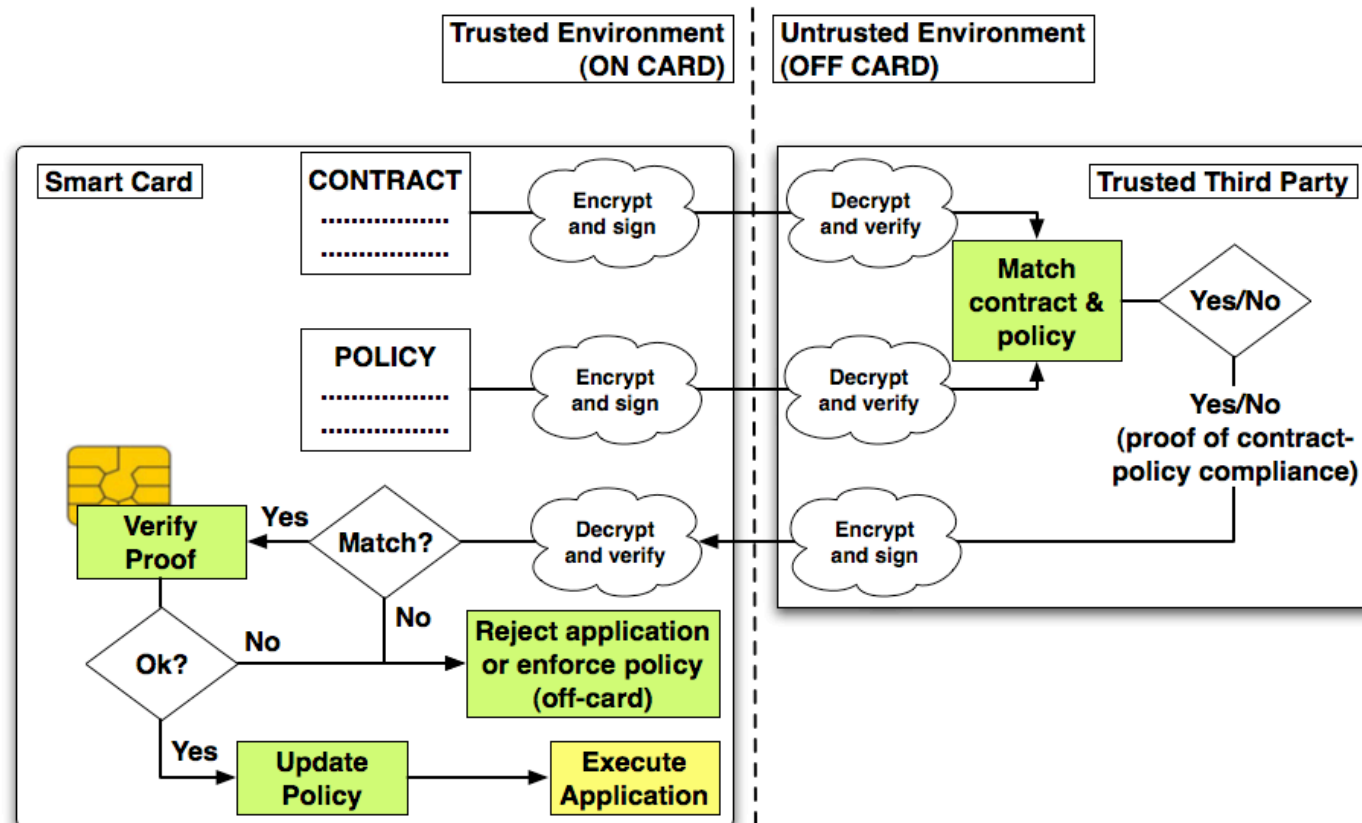 Trusted Environment
(ON CARD)
Untrusted Environment
(OFF CARD)
Smart Card
CONTRACT
.................
.................
Encrypt
and sign
Decrypt
and verify
Trusted Third Party
Match
contract &
policy
Yes/No
POLICY
.................
.................
Encrypt
and sign
Decrypt
and verify
Yes/No
(proof of contract-
policy compliance)
Verify
Proof
Yes
Match?
Decrypt
and verify
Encrypt
and sign
No
Ok?
No
Reject application
or enforce policy
(off-card)
Yes
Update
Policy
Execute
Application